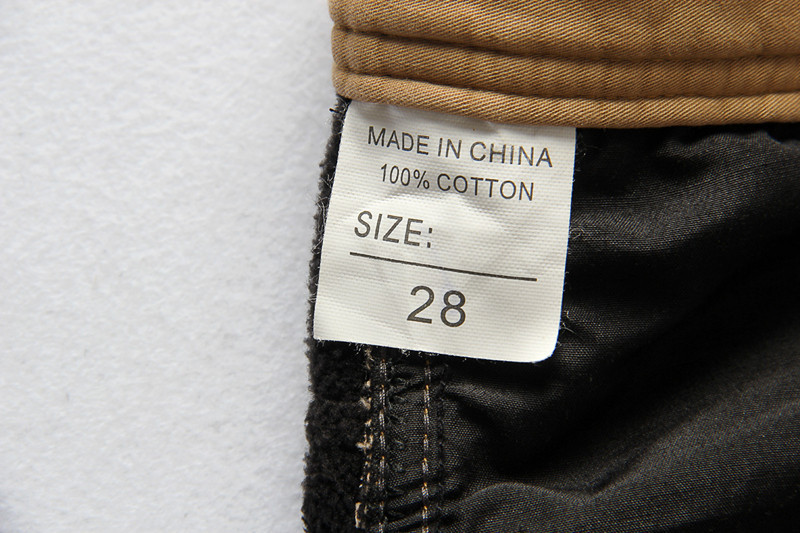 MADE IN CHINA
100% COTTON
SIZE:
28